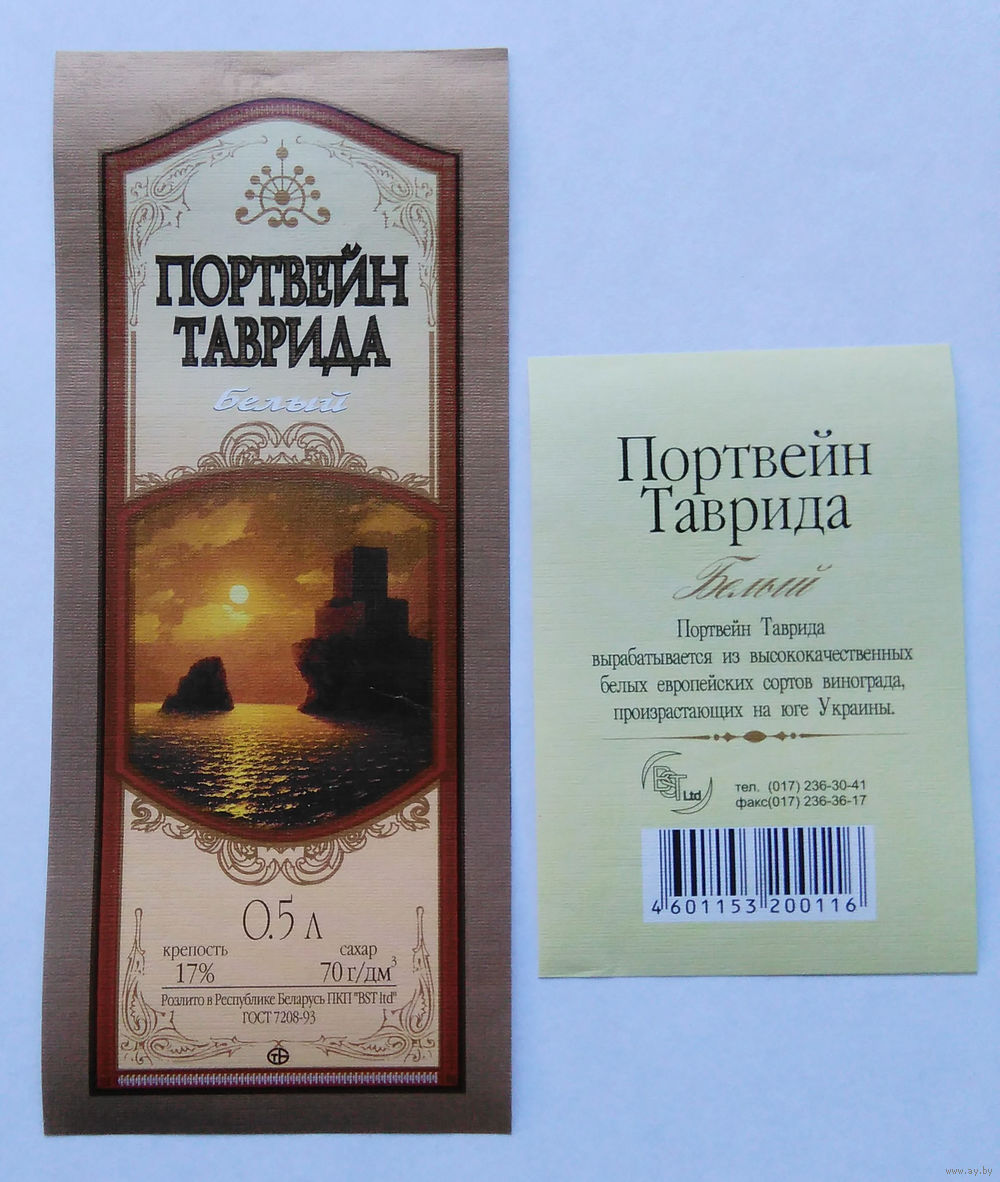 ПОРТВЕЙН
ТАВРИДА
белый
0.5 л
крепость сахар
17% 70 г/дм³
Розлито в Республике Беларусь ПКП "BST ltd"
ГОСТ 7208-93
Портвейн
Таврида
Белый
Портвейн Таврида
вырабатывается из высококачественных
белых европейских сортов винограда,
произрастающих на юге Украины.
BST Ltd
тел. (017) 236-30-41
факс(017) 236-36-17
4 601153 200116
www.ay.by